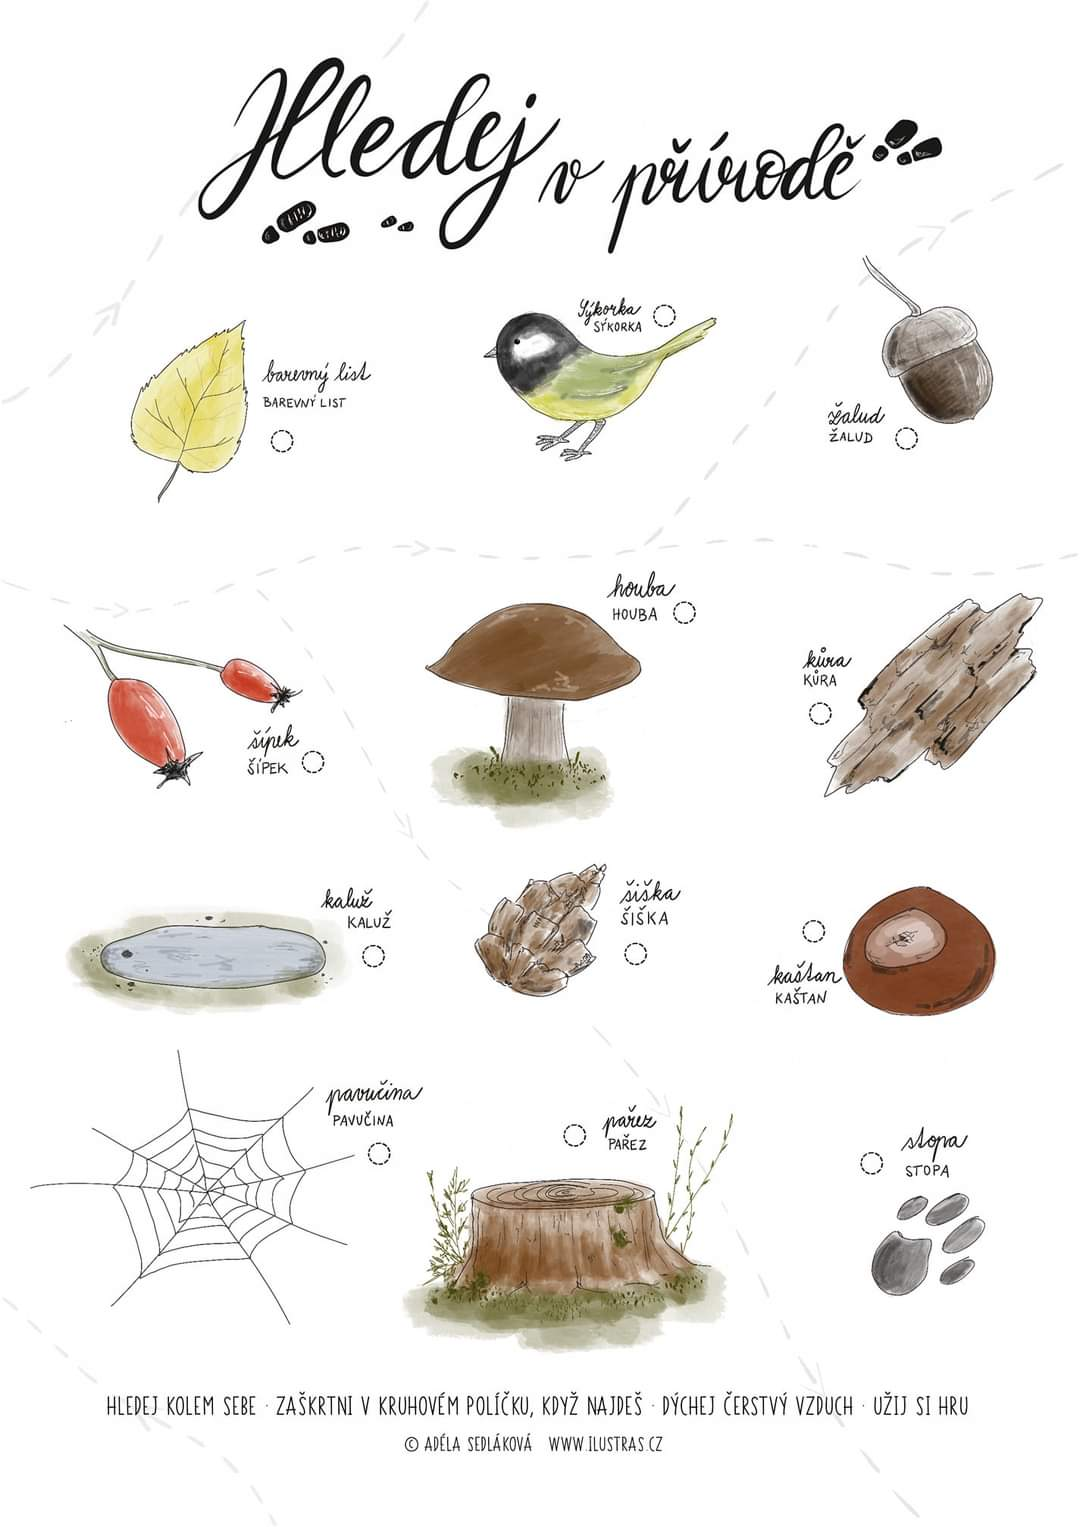 Hledej v přírodě
barevný list
BAREVNÝ LIST
Sýkorka
SÝKORKA
žalud
ŽALUD
šípek
ŠÍPEK
houba
HOUBA
kůra
KŮRA
kaluž
KALUŽ
šiška
ŠIŠKA
kaštan
KAŠTAN
pavučina
PAVUČINA
pařez
PAŘEZ
stopa
STOPA
HLEDEJ KOLEM SEBE · ZAŠKRTNI V KRUHOVÉM POLÍČKU, KDYŽ NAJDEŠ · DÝCHEJ ČERSTVÝ VZDUCH · UŽIJ SI HRU
© ADÉLA SEDLÁKOVÁ WWW.ILUSTRAS.CZ